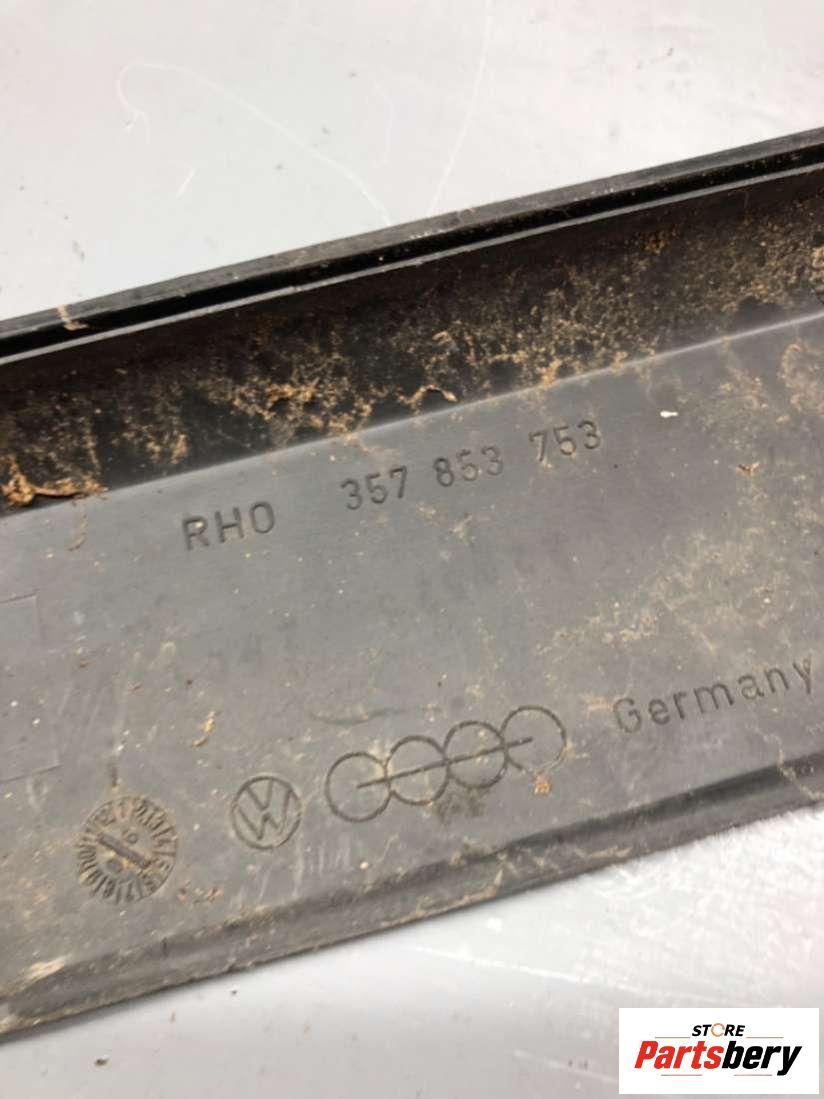 RHO 357 853 753
Germany
STORE
Partsbery